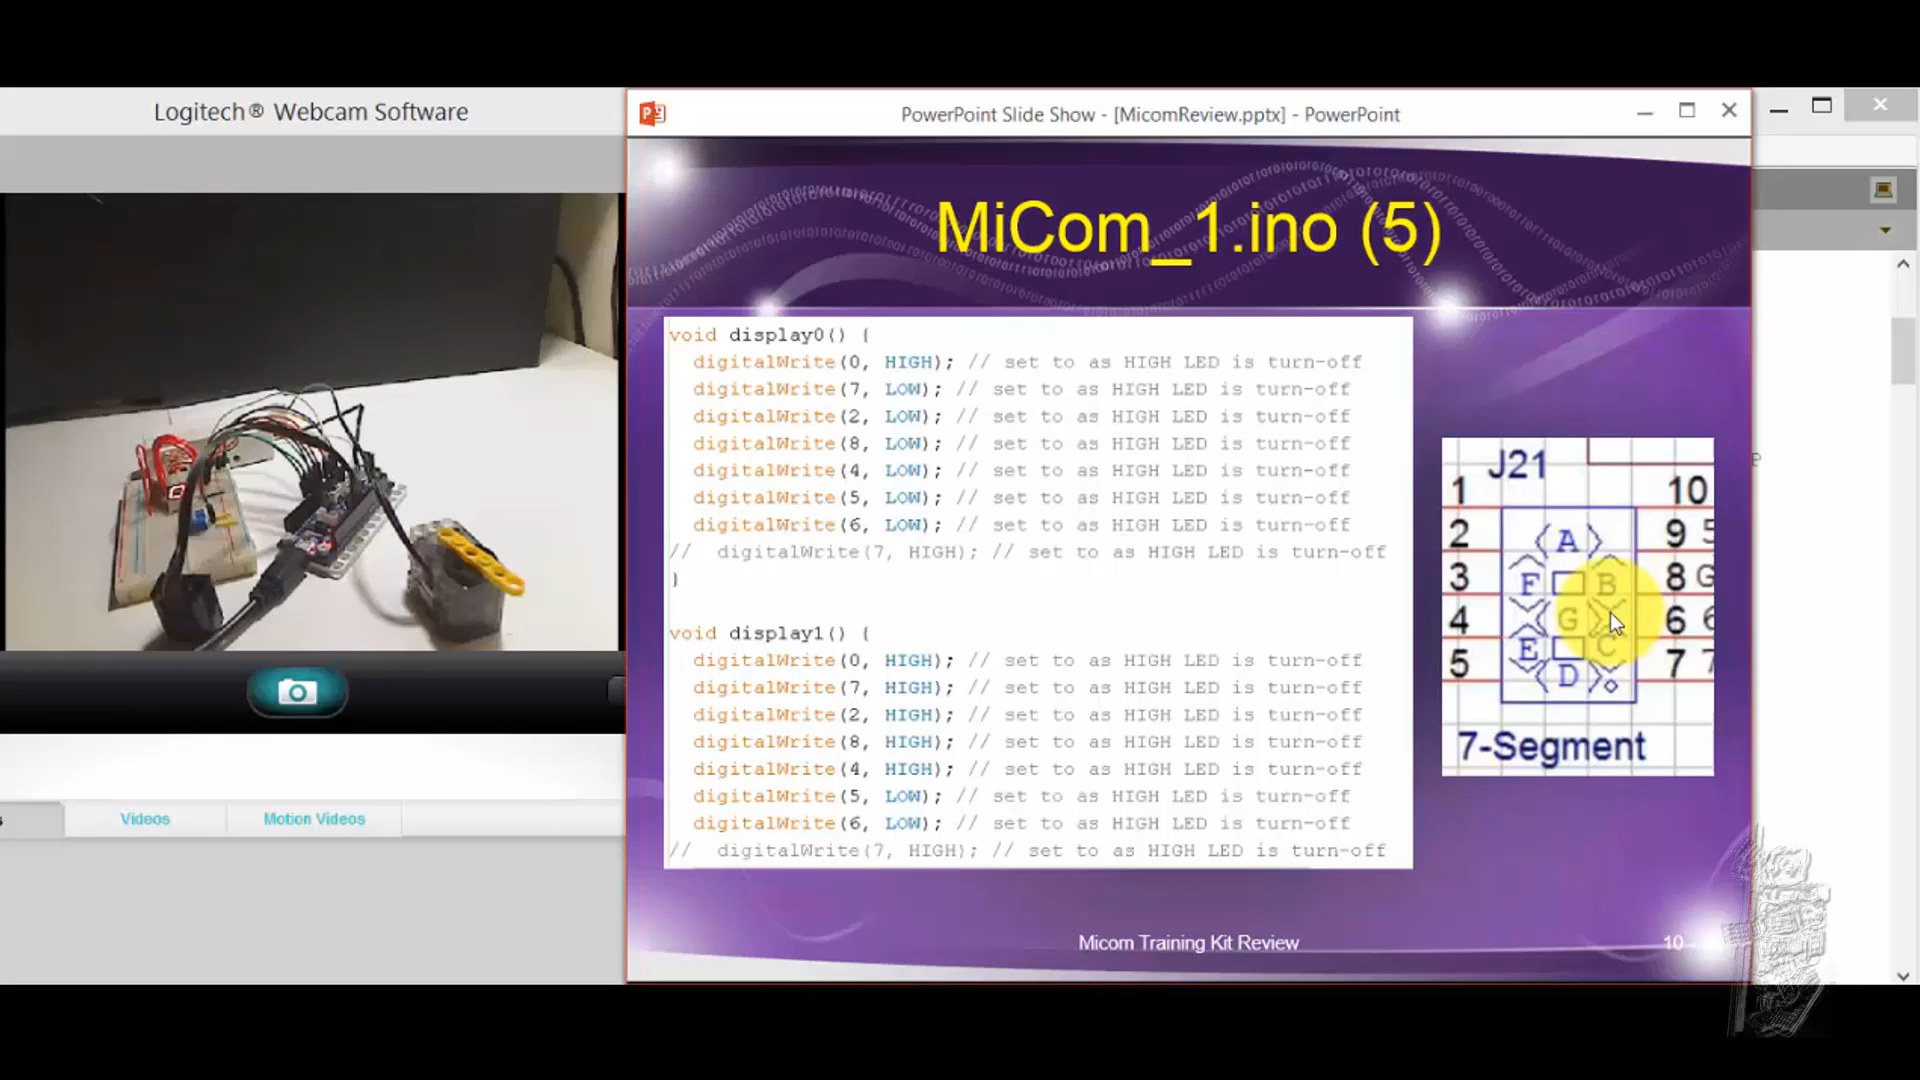 Logitech® Webcam Software
PowerPoint Slide Show - [MicomReview.pptx] - PowerPoint
MiCom_1.ino (5)
void display0() {
digitalWrite(0, HIGH); // set to as HIGH LED is turn-off
digitalWrite(7, LOW); // set to as HIGH LED is turn-off
digitalWrite(2, LOW); // set to as HIGH LED is turn-off
digitalWrite(8, LOW); // set to as HIGH LED is turn-off
digitalWrite(4, LOW); // set to as HIGH LED is turn-off
digitalWrite(5, LOW); // set to as HIGH LED is turn-off
digitalWrite(6, LOW); // set to as HIGH LED is turn-off
// digitalWrite(7, HIGH); // set to as HIGH LED is turn-off
}
void display1() {
digitalWrite(0, HIGH); // set to as HIGH LED is turn-off
digitalWrite(7, HIGH); // set to as HIGH LED is turn-off
digitalWrite(2, HIGH); // set to as HIGH LED is turn-off
digitalWrite(8, HIGH); // set to as HIGH LED is turn-off
digitalWrite(4, HIGH); // set to as HIGH LED is turn-off
digitalWrite(5, LOW); // set to as HIGH LED is turn-off
digitalWrite(6, LOW); // set to as HIGH LED is turn-off
// digitalWrite(7, HIGH); // set to as HIGH LED is turn-off
J21
1 10
2 A 9 5
3 F B 8 G
4 G 6 6
5 E C 7 7
D
7-Segment
Videos
Motion Videos
Micom Training Kit Review
10